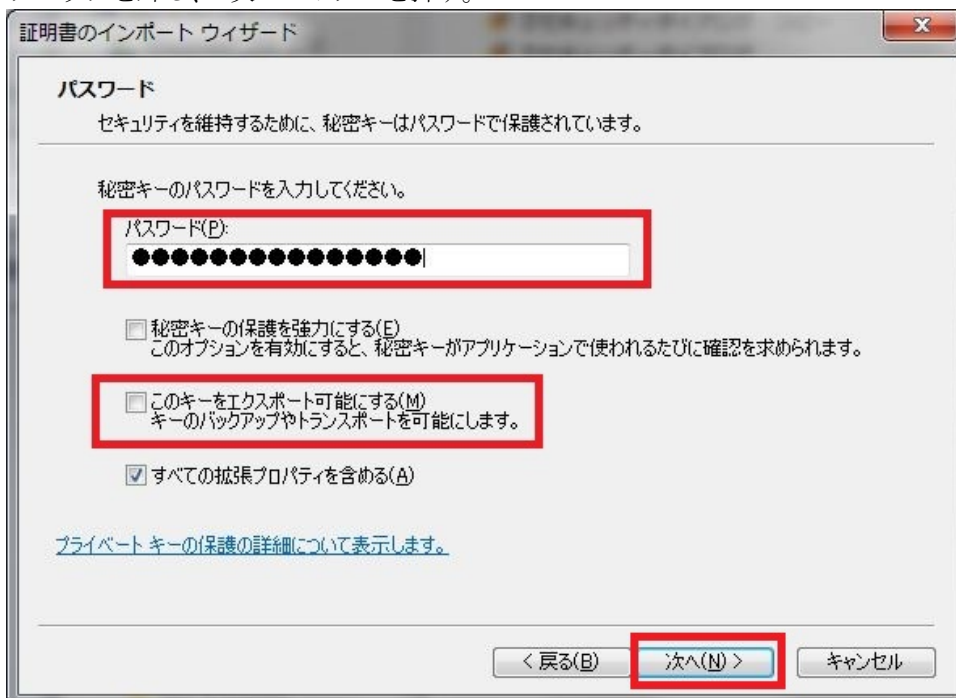 証明書のインポート ウィザード
パスワード
セキュリティを維持するために、秘密キーはパスワードで保護されています。
秘密キーのパスワードを入力してください。
パスワード(P):
●●●●●●●●●●●●●●●
秘密キーの保護を強力にする(E)
このオプションを有効にすると、秘密キーがアプリケーションで使われるたびに確認を求められます。
このキーをエクスポート可能にする(M)
キーのバックアップやトランスポートを可能にします。
すべての拡張プロパティを含める(A)
プライベート キーの保護の詳細について表示します。
< 戻る(B)
次へ(N) >
キャンセル